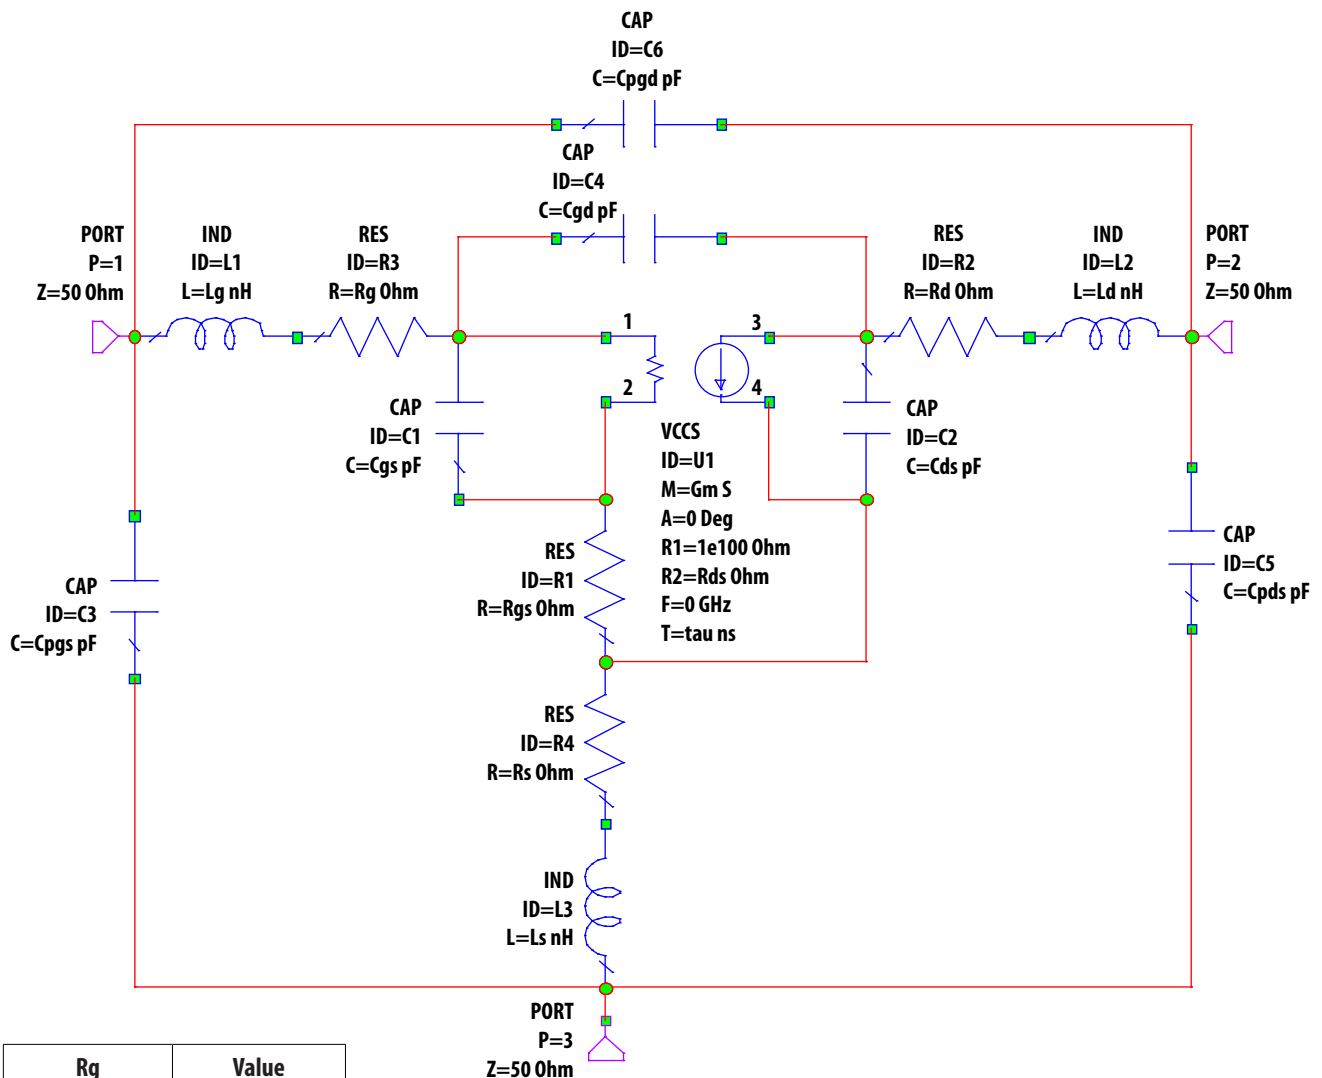 CAP
ID=C6
C=Cpgd pF
CAP
ID=C4
C=Cgd pF
PORT
P=1
Z=50 Ohm
IND
ID=L1
L=Lg nH
RES
ID=R3
R=Rg Ohm
RES
ID=R2
R=Rd Ohm
IND
ID=L2
L=Ld nH
PORT
P=2
Z=50 Ohm
1
2
3
4
CAP
ID=C1
C=Cgs pF
VCCS
ID=U1
M=Gm S
A=0 Deg
R1=1e100 Ohm
R2=Rds Ohm
F=0 GHz
T=tau ns
CAP
ID=C2
C=Cds pF
RES
ID=R1
R=Rgs Ohm
CAP
ID=C3
C=Cpgs pF
CAP
ID=C5
C=Cpds pF
RES
ID=R4
R=Rs Ohm
IND
ID=L3
L=Ls nH
PORT
P=3
Z=50 Ohm
Rg Value